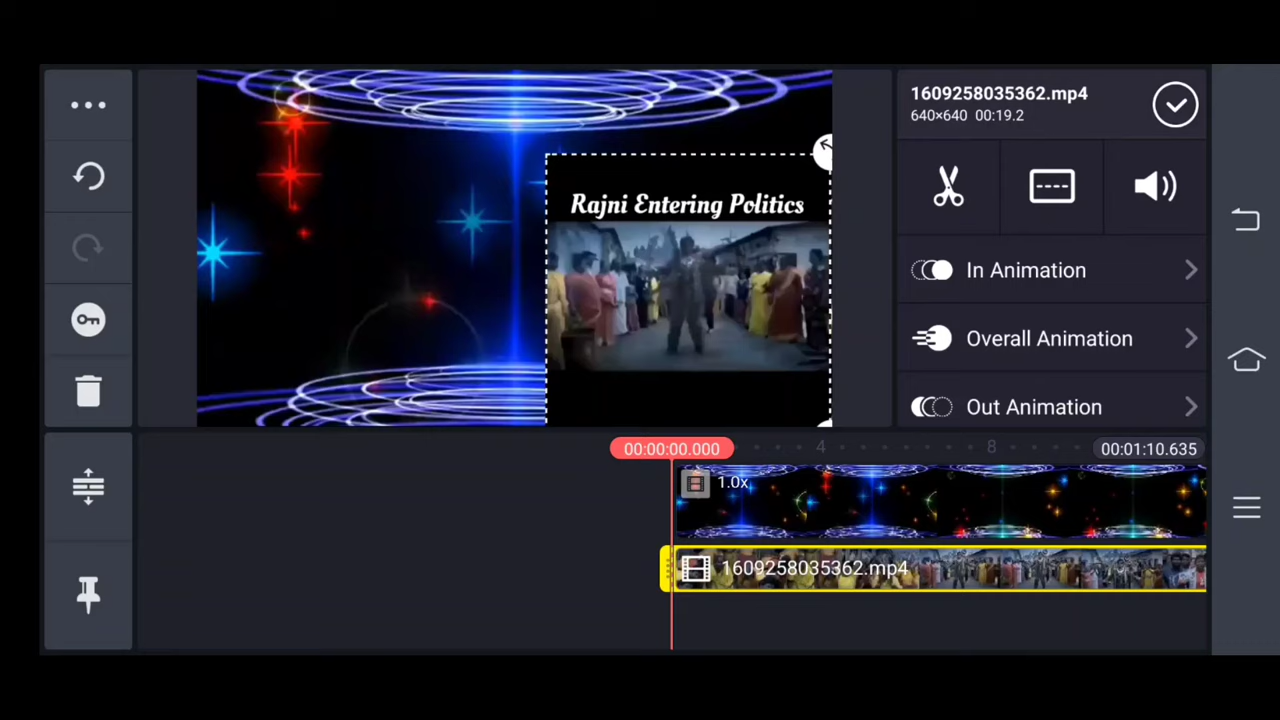 1609258035362.mp4
640×640 00:19.2
Rajni Entering Politics
In Animation
Overall Animation
Out Animation
00:00:00.000
4
8
00:01:10.635
1.0x
1609258035362.mp4